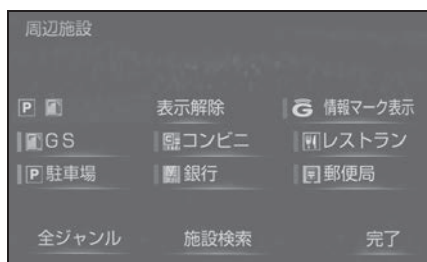 周辺施設
P 表示解除 G 情報マーク表示
GS コンビニ レストラン
P 駐車場 銀行 〒 郵便局
全ジャンル 施設検索 完了